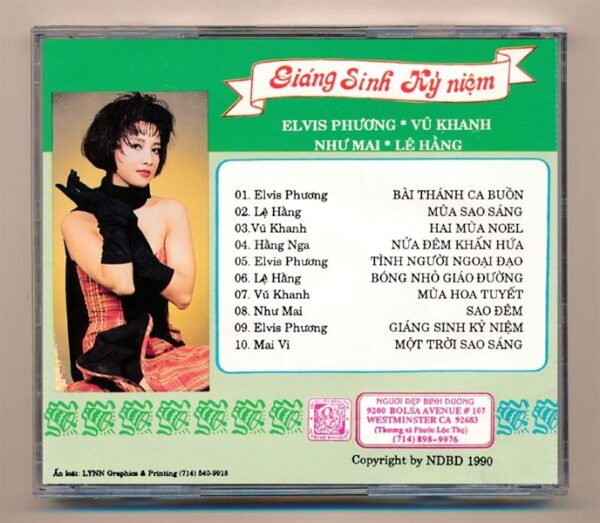 Giáng Sinh Kỷ niệm
ELVIS PHƯƠNG * VŨ KHANH
NHƯ MAI * LỆ HẰNG
01. Elvis Phương BÀI THÁNH CA BUỒN
02. Lệ Hằng MÙA SAO SÁNG
03.Vũ Khanh HAI MÙA NOEL
04. Hằng Nga NỬA ĐÊM KHẤN HỨA
05. Elvis Phương TÌNH NGƯỜI NGOẠI ĐẠO
06. Lệ Hằng BÓNG NHỎ GIÁO ĐƯỜNG
07. Vũ Khanh MÙA HOA TUYẾT
08. Như Mai SAO ĐÊM
09. Elvis Phương GIÁNG SINH KỶ NIỆM
10. Mai Vi MỘT TRỜI SAO SÁNG
NGƯỜI ĐẸP BÌNH DƯƠNG
9200 BOLSA AVENUE # 107
WESTMINSTER CA 92683
(Thương xá Phước Lộc Thọ)
(714) 898-9976
Copyright by NDBD 1990
Ấn loát: LYNN Graphics & Printing (714) 540-9918